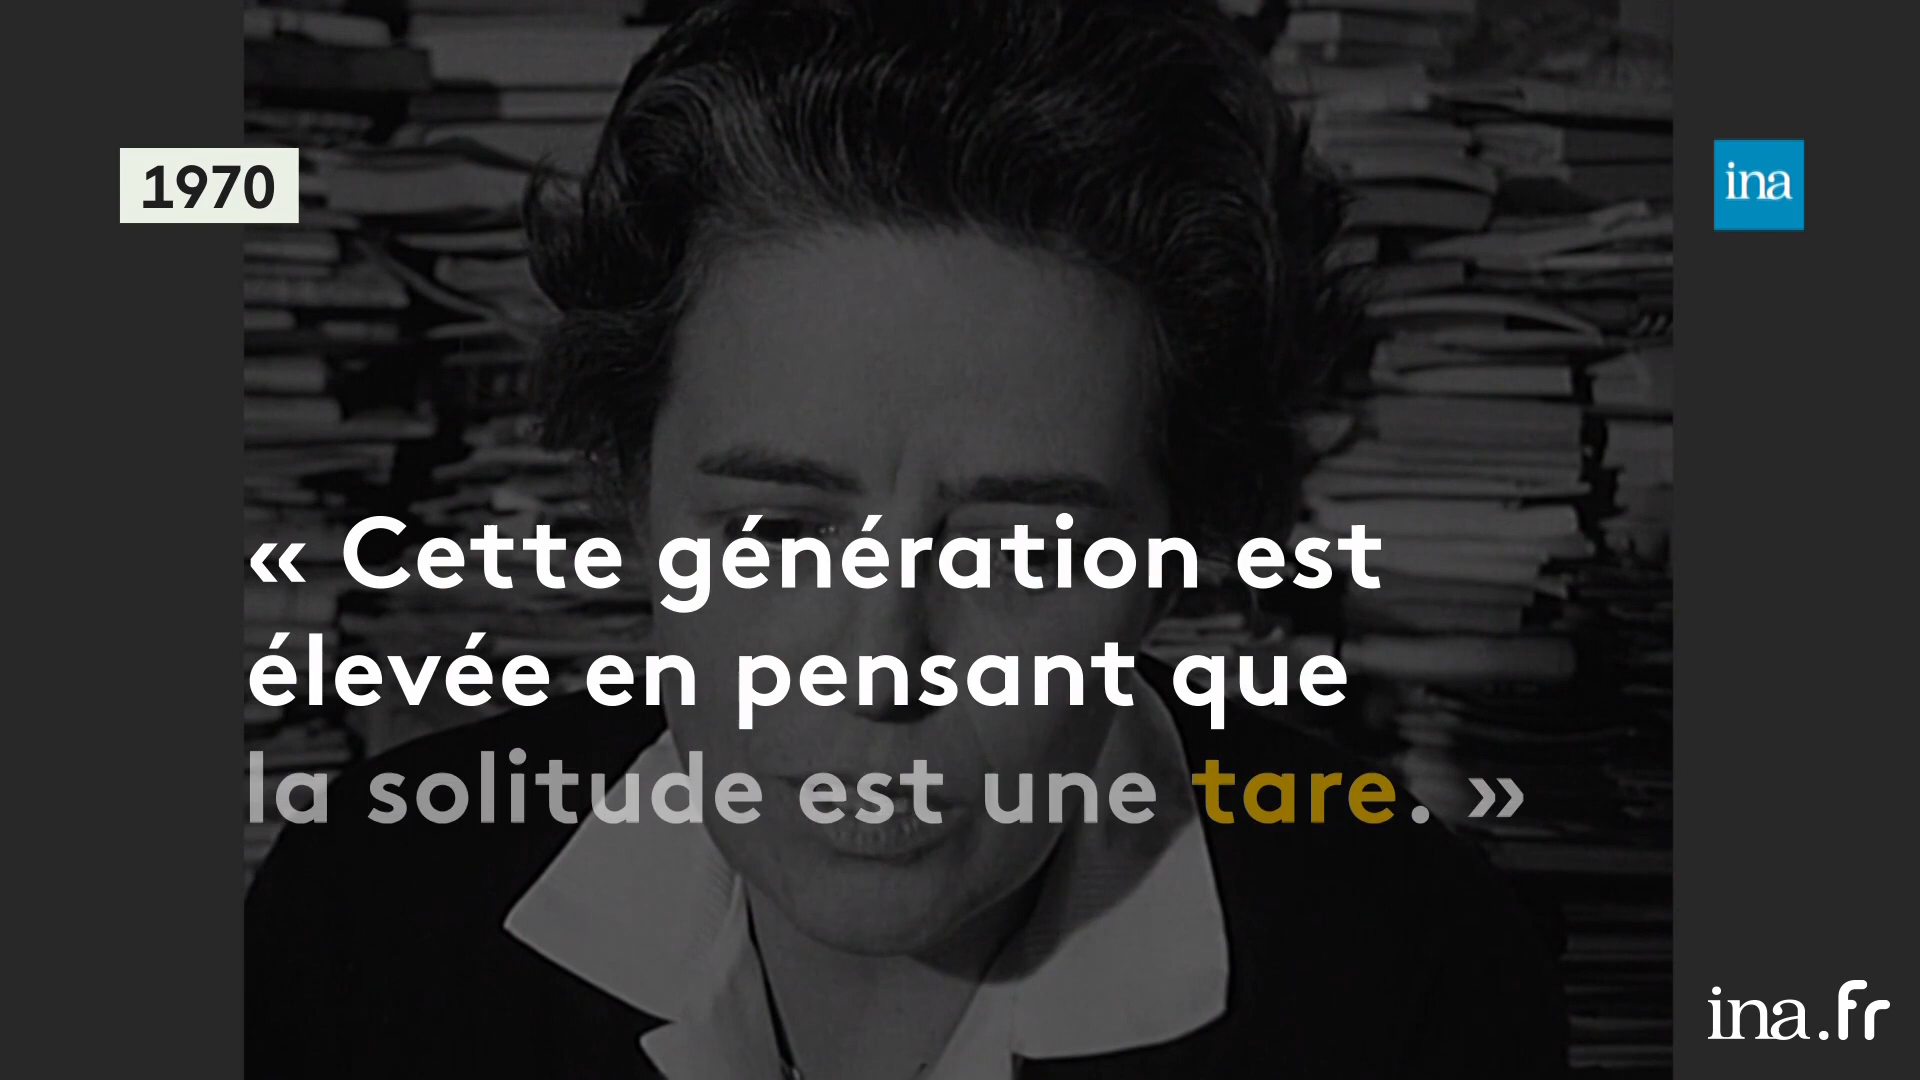 1970
ina
« Cette génération est
élevée en pensant que
la solitude est une tare. »
ina.fr